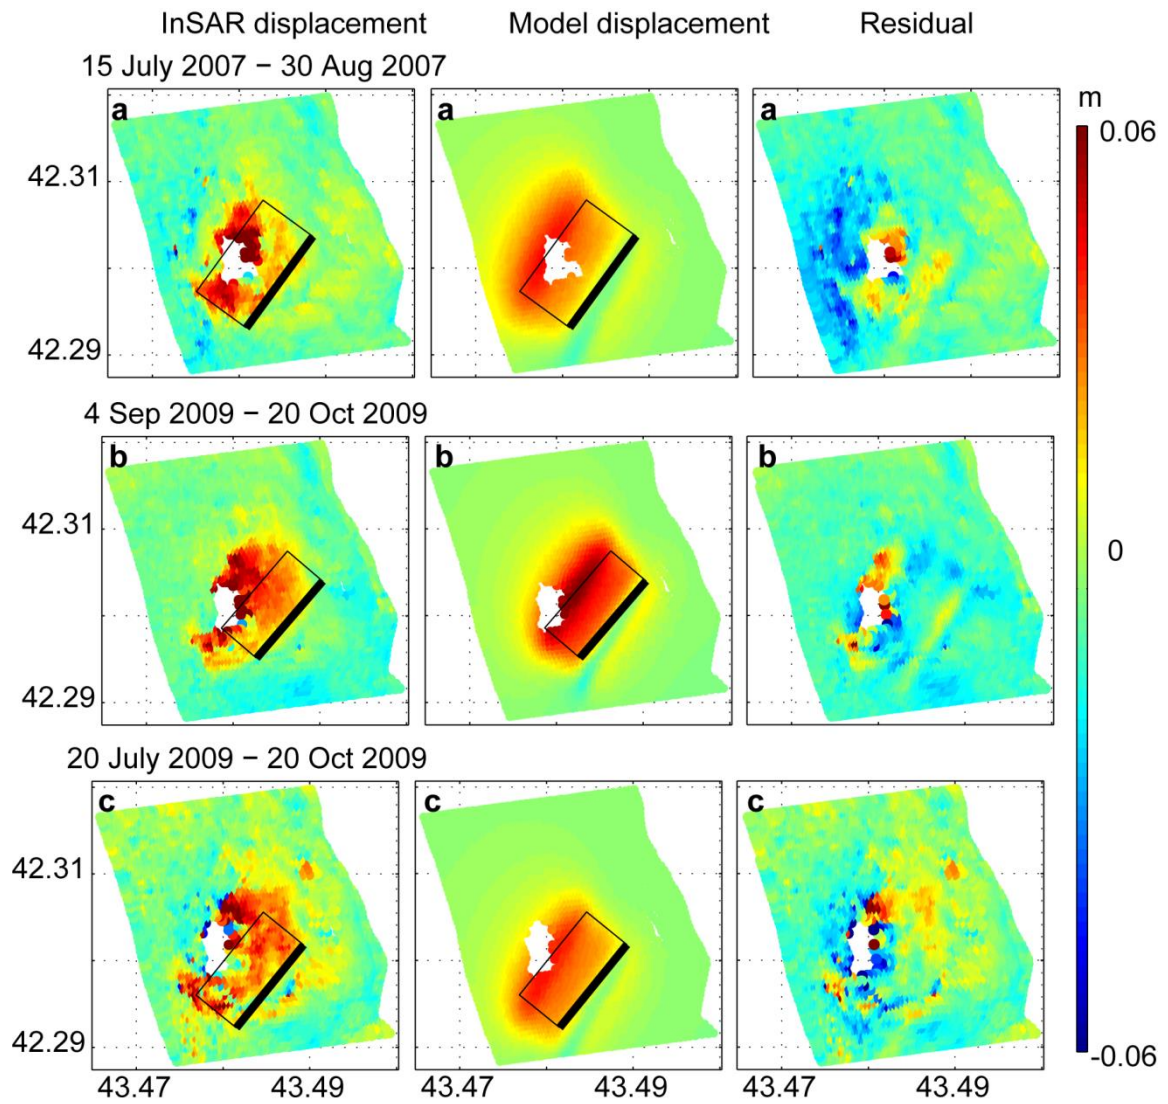 InSAR displacement Model displacement Residual
15 July 2007 − 30 Aug 2007
a a a
m
0.06
42.31
42.29
4 Sep 2009 − 20 Oct 2009
b b b
42.31
0
42.29
20 July 2009 − 20 Oct 2009
c c c
42.31
42.29
-0.06
43.47 43.49 43.47 43.49 43.47 43.49